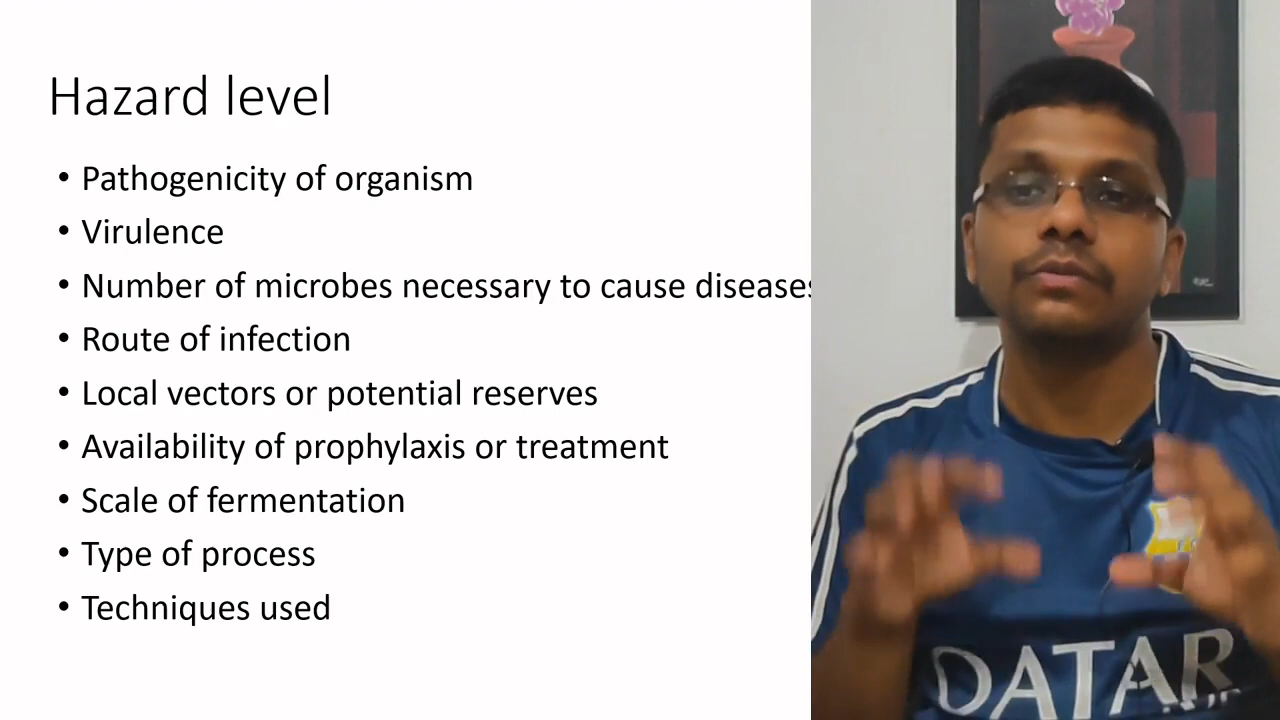 Hazard level
• Pathogenicity of organism
• Virulence
• Number of microbes necessary to cause diseases
• Route of infection
• Local vectors or potential reserves
• Availability of prophylaxis or treatment
• Scale of fermentation
• Type of process
• Techniques used
DATAR